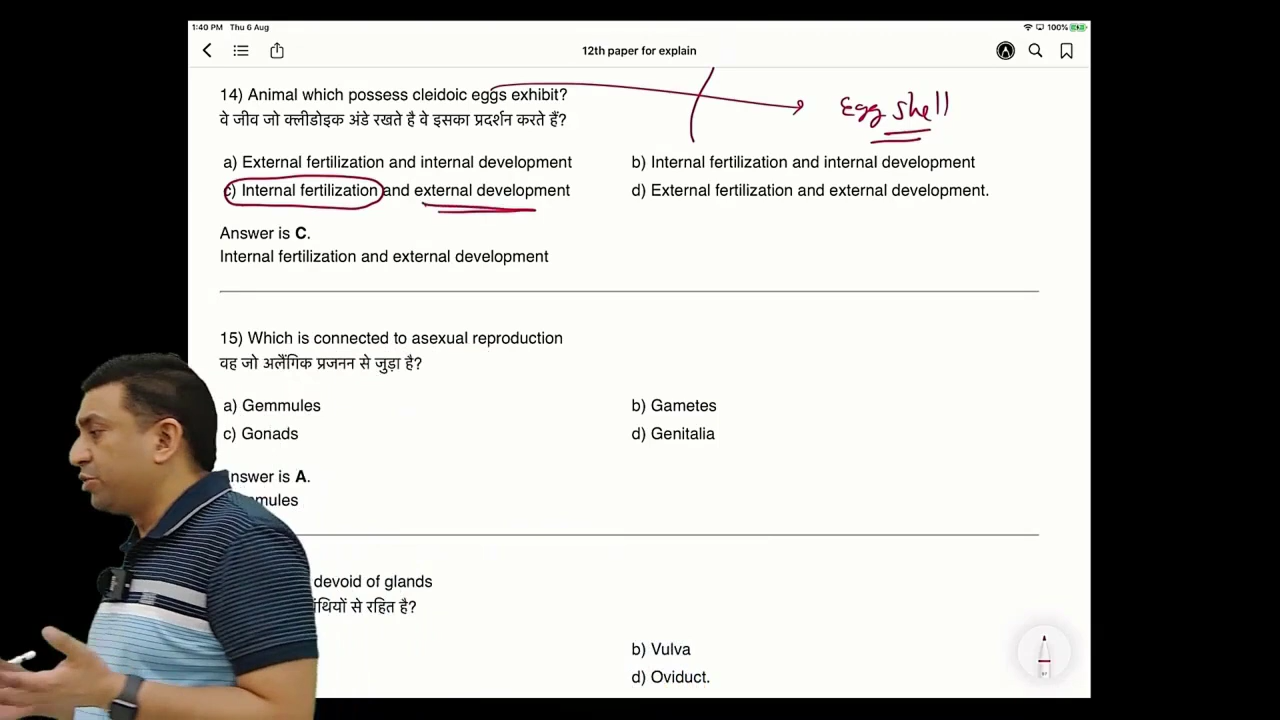 1:40 PM Thu 6 Aug
100%
12th paper for explain
14) Animal which possess cleidoic eggs exhibit?
Egg shell
वे जीव जो क्लीडोइक अंडे रखते है वे इसका प्रदर्शन करते हैं?
a) External fertilization and internal development
b) Internal fertilization and internal development
c) Internal fertilization and external development
d) External fertilization and external development.
Answer is C.
Internal fertilization and external development
15) Which is connected to asexual reproduction
वह जो अलैंगिक प्रजनन से जुड़ा है?
a) Gemmules
b) Gametes
c) Gonads
d) Genitalia
nswer is A.
mules
devoid of glands
से रहित है?
b) Vulva
d) Oviduct.